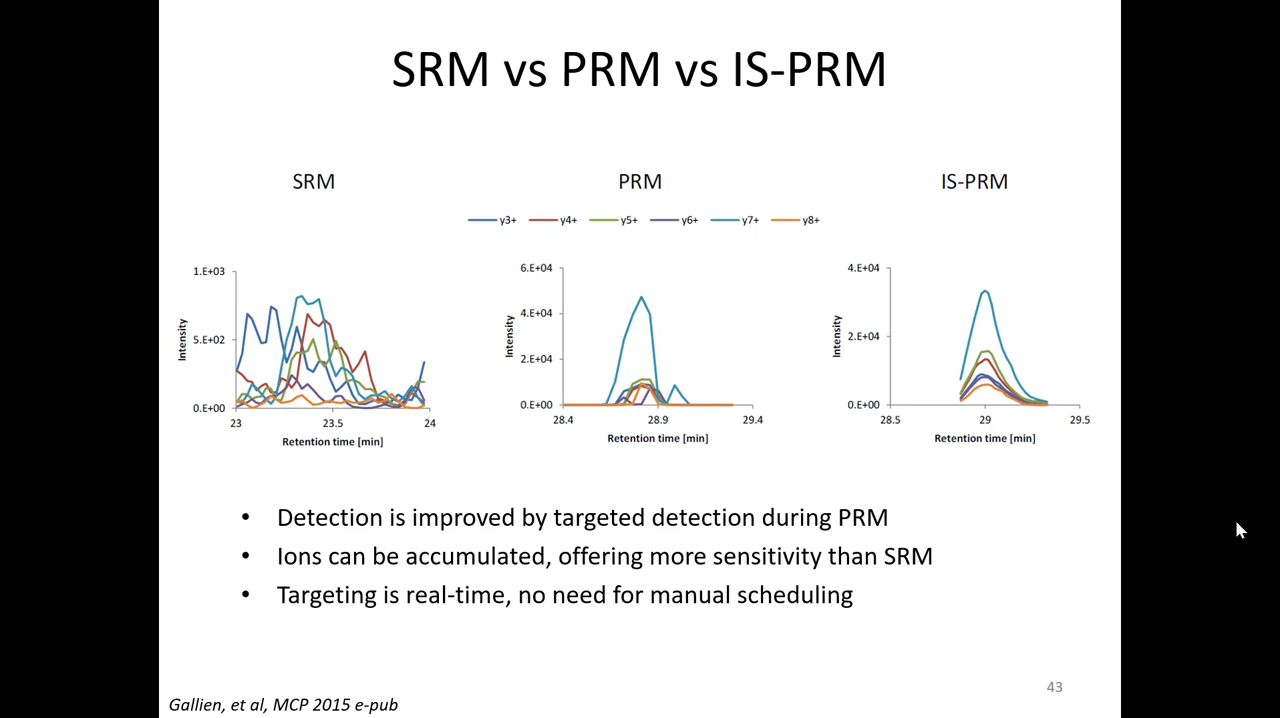 SRM vs PRM vs IS-PRM
SRM
PRM
IS-PRM
y3+ y4+ y5+ y6+ y7+ y8+
1.E+03
5.E+02
0.E+00
Intensity
23 23.5 24
Retention time [min]
6.E+04
4.E+04
2.E+04
0.E+00
Intensity
28.4 28.9 29.4
Retention time [min]
4.E+04
2.E+04
0.E+00
Intensity
28.5 29 29.5
Retention time [min]
• Detection is improved by targeted detection during PRM
• Ions can be accumulated, offering more sensitivity than SRM
• Targeting is real-time, no need for manual scheduling
43
Gallien, et al, MCP 2015 e-pub